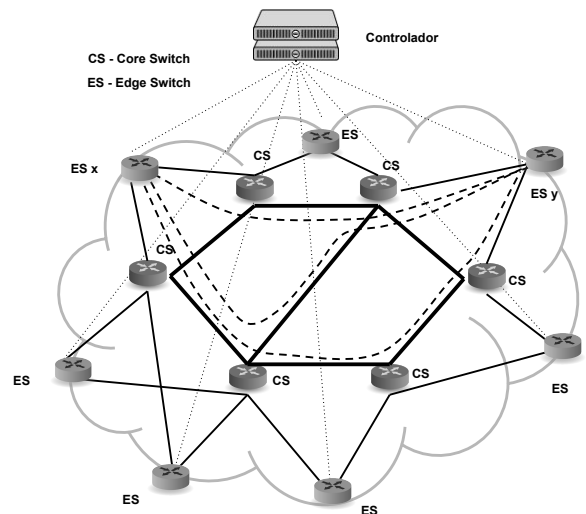 Controlador
CS - Core Switch
ES - Edge Switch
ES
CS
CS
ES x
ES y
CS
CS
CS
CS
ES
ES
ES
ES